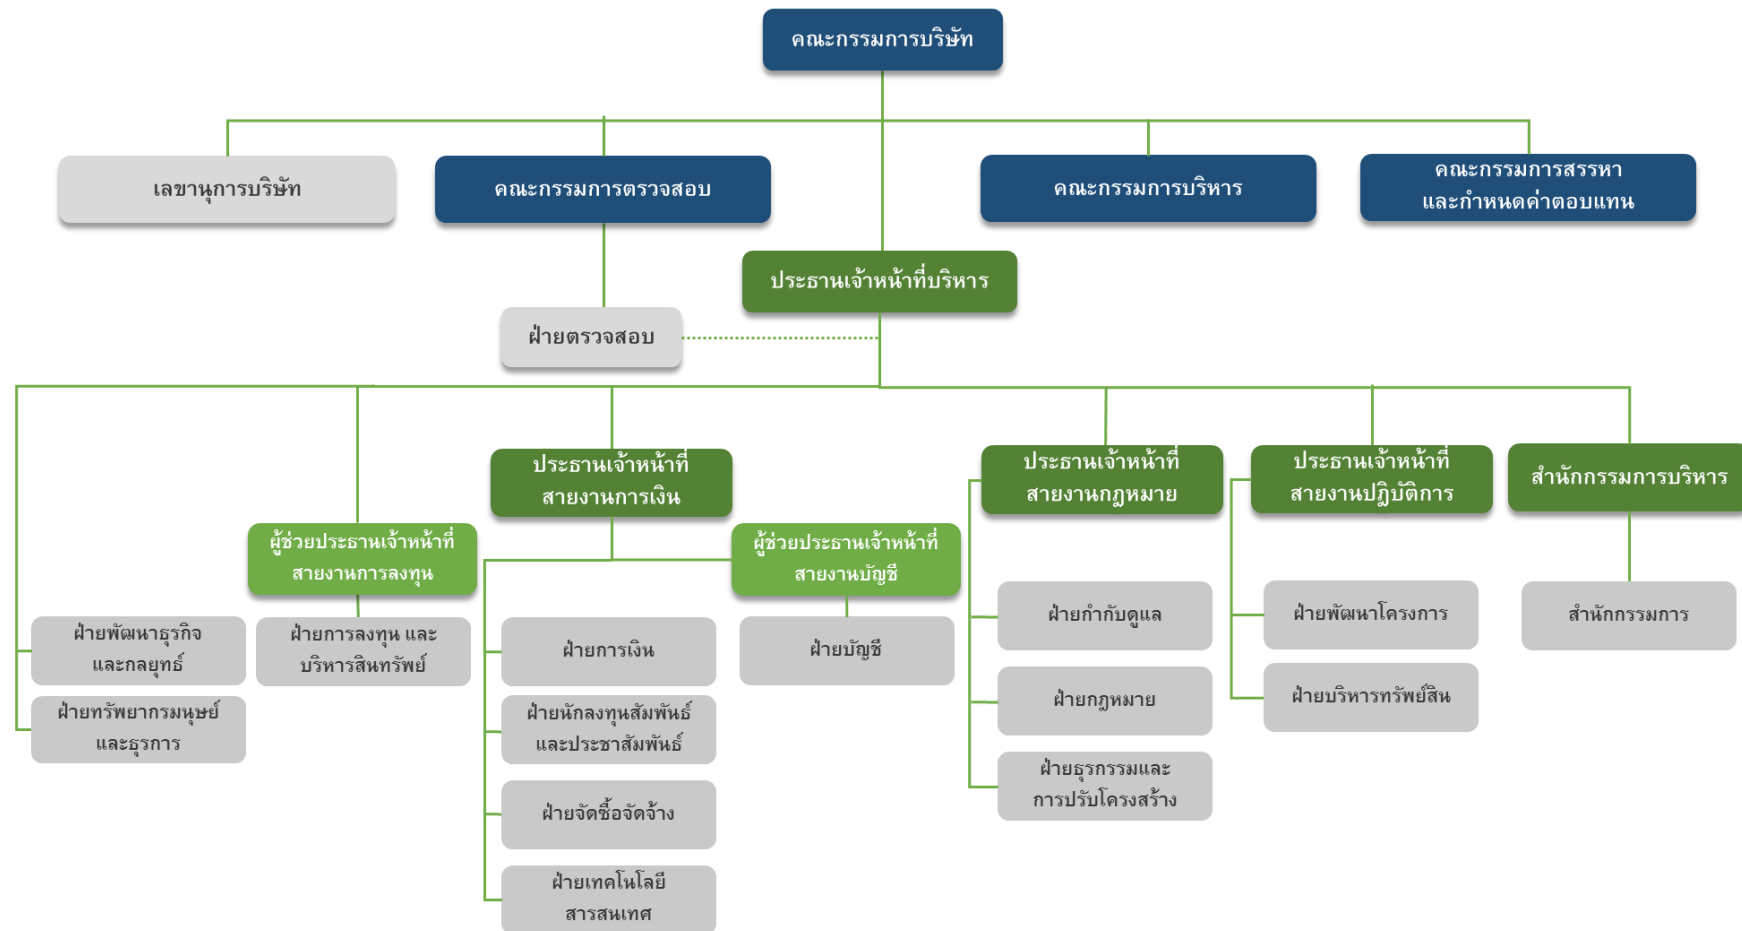 คณะกรรมการบริษัท
เลขานุการบริษัท
คณะกรรมการตรวจสอบ
คณะกรรมการบริหาร
คณะกรรมการสรรหา
และกำหนดค่าตอบแทน
ประธานเจ้าหน้าที่บริหาร
ฝ่ายตรวจสอบ
ประธานเจ้าหน้าที่
สายงานการเงิน
ประธานเจ้าหน้าที่
สายงานกฎหมาย
ประธานเจ้าหน้าที่
สายงานปฎิบัติการ
สำนักกรรมการบริหาร
ผู้ช่วยประธานเจ้าหน้าที่
สายงานการลงทุน
ผู้ช่วยประธานเจ้าหน้าที่
สายงานบัญชี
ฝ่ายพัฒนาธุรกิจ
และกลยุทธ์
ฝ่ายทรัพยากรมนุษย์
และธุรการ
ฝ่ายการลงทุน และ
บริหารสินทรัพย์
ฝ่ายการเงิน
ฝ่ายนักลงทุนสัมพันธ์
และประชาสัมพันธ์
ฝ่ายจัดซื้อจัดจ้าง
ฝ่ายเทคโนโลยี
สารสนเทศ
ฝ่ายบัญชี
ฝ่ายกำกับดูแล
ฝ่ายกฎหมาย
ฝ่ายธุรกรรมและ
การปรับโครงสร้าง
ฝ่ายพัฒนาโครงการ
ฝ่ายบริหารทรัพย์สิน
สำนักกรรมการ